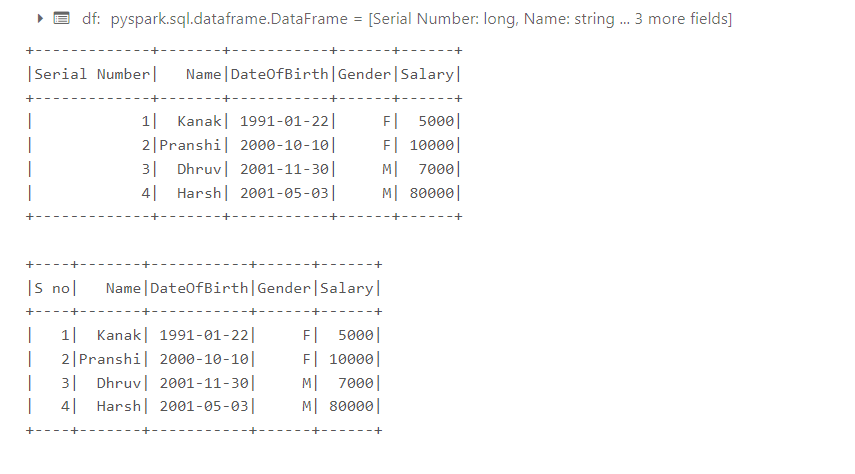 df: pyspark.sql.dataframe.DataFrame = [Serial Number: long, Name: string ... 3 more fields]
+-------------+-------+-----------+------+------+
|Serial Number|   Name|DateOfBirth|Gender|Salary|
+-------------+-------+-----------+------+------+
|            1|  Kanak| 1991-01-22|     F|  5000|
|            2|Pranshi| 2000-10-10|     F| 10000|
|            3|  Dhruv| 2001-11-30|     M|  7000|
|            4|  Harsh| 2001-05-03|     M| 80000|
+-------------+-------+-----------+------+------+
+----+-------+-----------+------+------+
|S no|   Name|DateOfBirth|Gender|Salary|
+----+-------+-----------+------+------+
|   1|  Kanak| 1991-01-22|     F|  5000|
|   2|Pranshi| 2000-10-10|     F| 10000|
|   3|  Dhruv| 2001-11-30|     M|  7000|
|   4|  Harsh| 2001-05-03|     M| 80000|
+----+-------+-----------+------+------+